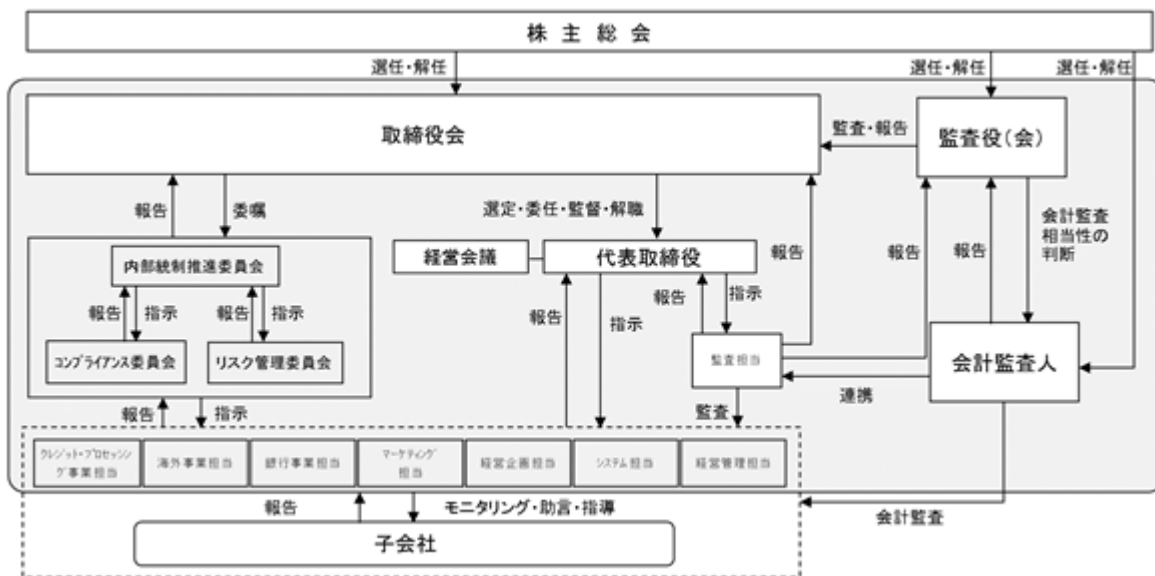 株主総会
選任・解任
選任・解任
選任・解任
取締役会
監査・報告
監査役(会)
報告
委嘱
選定・委任・監督・解職
報告
報告
報告
会計監査
相当性の
判断
内部統制推進委員会
経営会議
代表取締役
報告
指示
報告
指示
報告
指示
報告
指示
コンプライアンス委員会
リスク管理委員会
監査担当
会計監査人
連携
報告
指示
監査
クレジット・プロセッシン
グ事業担当
海外事業担当
銀行事業担当
マーケティング
担当
経営企画担当
システム担当
経営管理担当
報告
モニタリング・助言・指導
会計監査
子会社